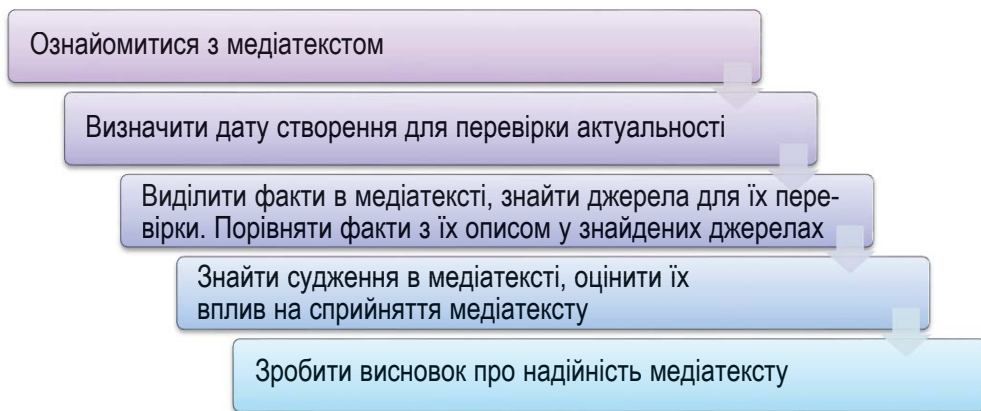 Ознайомитися з медіатекстом
Визначити дату створення для перевірки актуальності
Виділити факти в медіатексті, знайти джерела для їх пере-
вірки. Порівняти факти з їх описом у знайдених джерелах
Знайти судження в медіатексті, оцінити їх
вплив на сприйняття медіатексту
Зробити висновок про надійність медіатексту